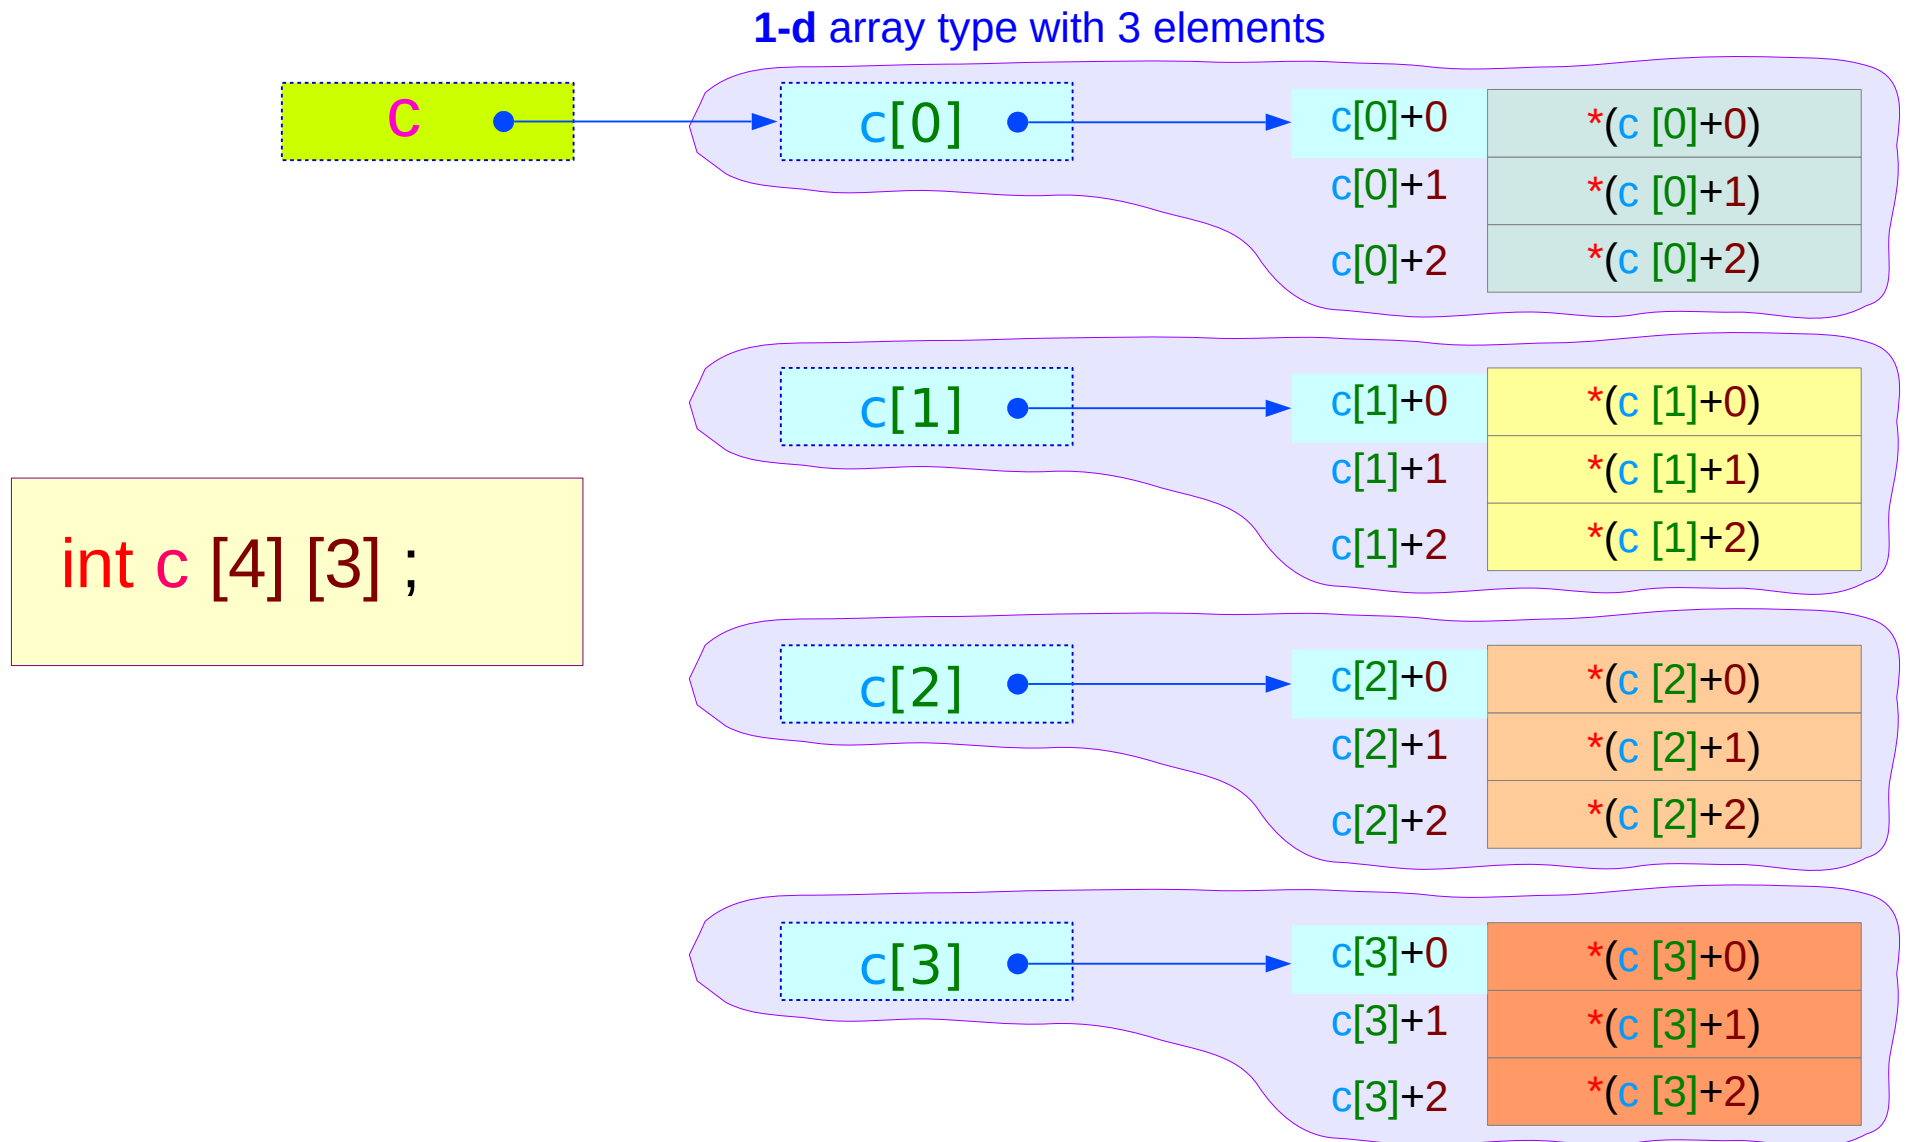 1-d array type with 3 elements
c
c[0]
c[0]+0
*(c [0]+0)
c[0]+1
*(c [0]+1)
c[0]+2
*(c [0]+2)
c[1]
c[1]+0
*(c [1]+0)
c[1]+1
*(c [1]+1)
c[1]+2
*(c [1]+2)
int c [4] [3] ;
c[2]
c[2]+0
*(c [2]+0)
c[2]+1
*(c [2]+1)
c[2]+2
*(c [2]+2)
c[3]
c[3]+0
*(c [3]+0)
c[3]+1
*(c [3]+1)
c[3]+2
*(c [3]+2)